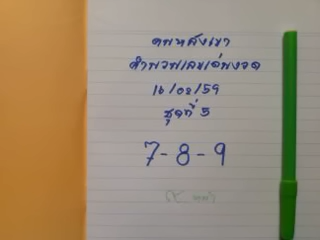 คนหลังเขา
คำนวณเลขเด่นงวด
16/08/59
ชุดที่ 5
7-8-9